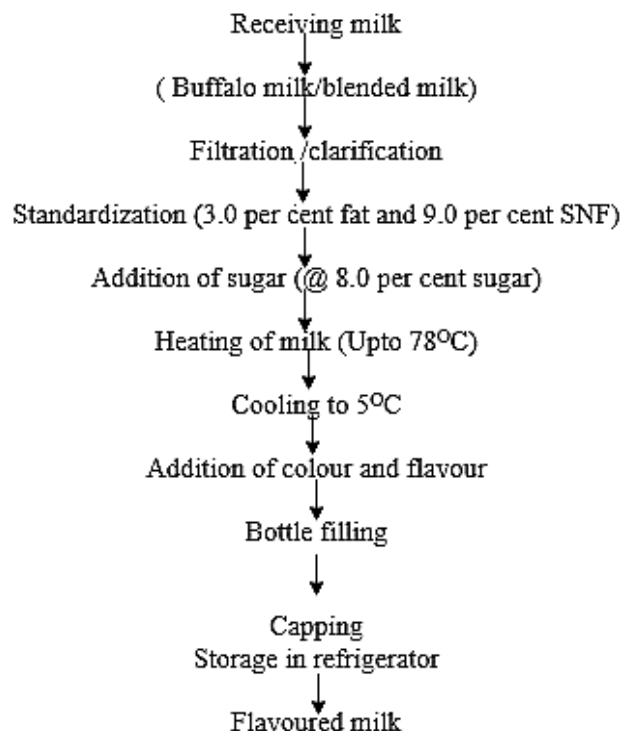 Receiving milk
( Buffalo milk/blended milk)
Filtration /clarification
Standardization (3.0 per cent fat and 9.0 per cent SNF)
Addition of sugar (@ 8.0 per cent sugar)
Heating of milk (Upto 78⁰C)
Cooling to 5⁰C
Addition of colour and flavour
Bottle filling
Capping
Storage in refrigerator
Flavoured milk